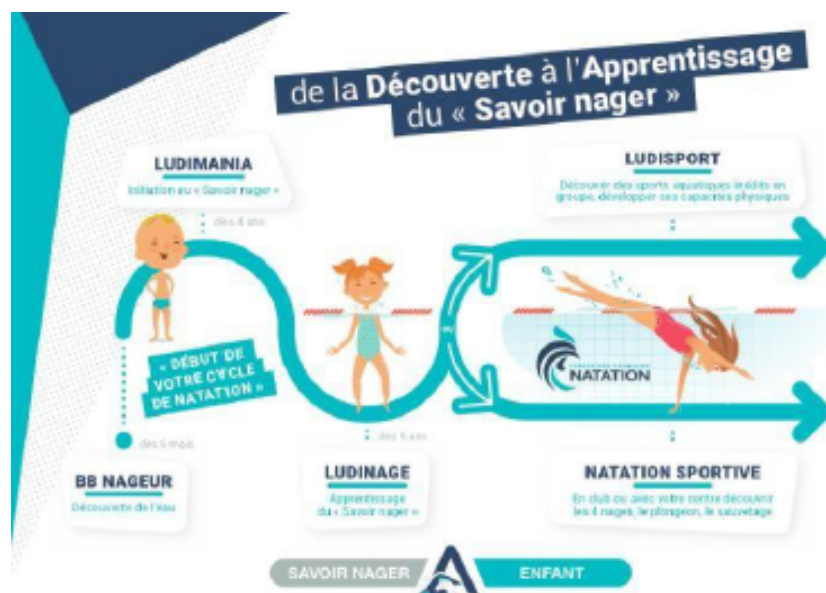 de la Découverte à l'Apprentissage
du « Savoir nager »
LUDIMAINIA
Initiation au « Savoir nager »
dès 4 ans
LUDISPORT
Découvrir des sports aquatiques inédits en
groupe, développer ses capacités physiques
« DÉBUT DE
VOTRE CYCLE
DE NATATION »
NATATION
dès 6 mois
BB NAGEUR
Découverte de l'eau
dès 5 ans
LUDINAGE
Apprentissage
du « Savoir nager »
NATATION SPORTIVE
En club ou avec votre centre découvrir
les 4 nages, le plongeon, le sauvetage
SAVOIR NAGER
ENFANT